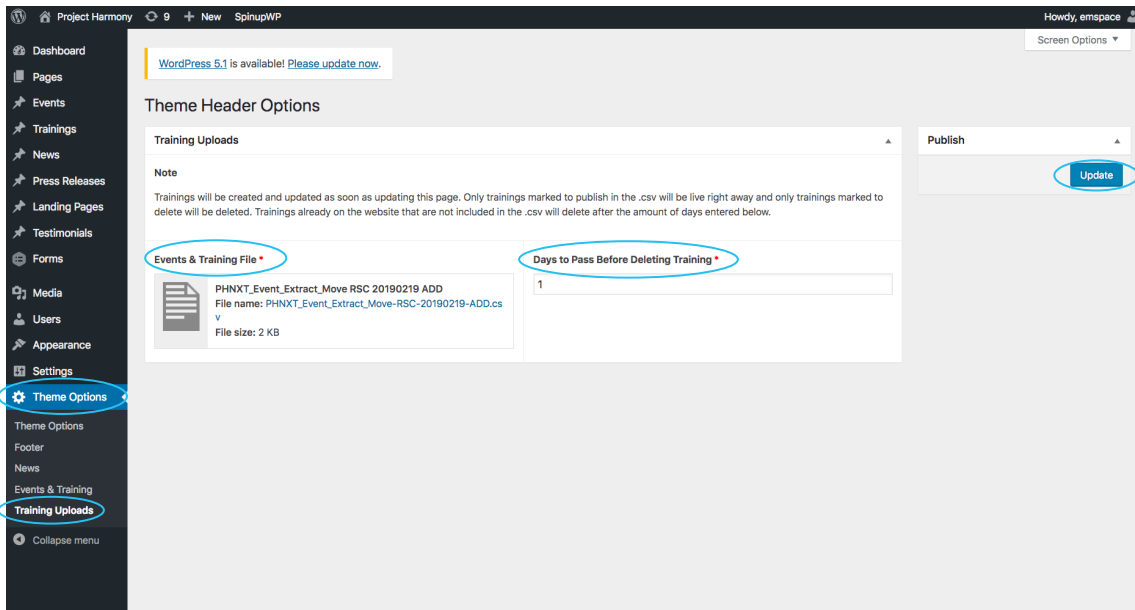 Project Harmony 9 New SpinupWP Howdy, emspace
Screen Options
Dashboard
Pages
Events
Trainings
News
Press Releases
Landing Pages
Testimonials
Forms
Media
Users
Appearance
Settings
Theme Options
Theme Options
Footer
News
Events & Training
Training Uploads
Collapse menu
WordPress 5.1 is available! Please update now.
Theme Header Options
Training Uploads
Note
Trainings will be created and updated as soon as updating this page. Only trainings marked to publish in the .csv will be live right away and only trainings marked to
delete will be deleted. Trainings already on the website that are not included in the .csv will delete after the amount of days entered below.
Events & Training File *
PHNXT_Event_Extract_Move RSC 20190219 ADD
File name: PHNXT_Event_Extract_Move-RSC-20190219-ADD.cs
v
File size: 2 KB
Days to Pass Before Deleting Training *
1
Publish
Update